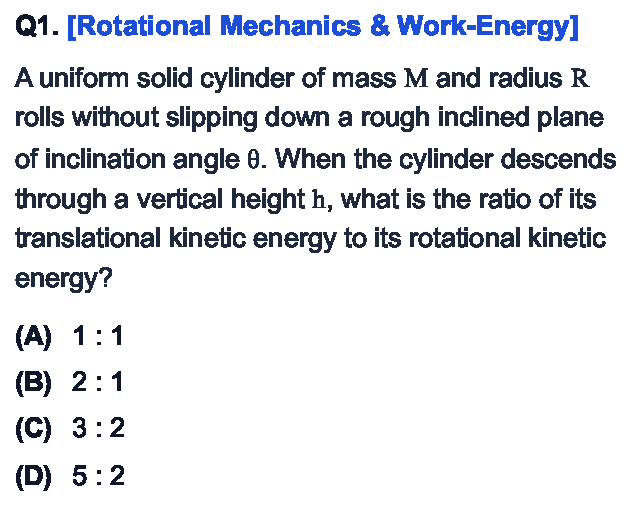 Q1. [Rotational Mechanics & Work-Energy]
A uniform solid cylinder of mass M and radius R
rolls without slipping down a rough inclined plane
of inclination angle θ. When the cylinder descends
through a vertical height h, what is the ratio of its
translational kinetic energy to its rotational kinetic
energy?
(A) 1 : 1
(B) 2 : 1
(C) 3 : 2
(D) 5 : 2